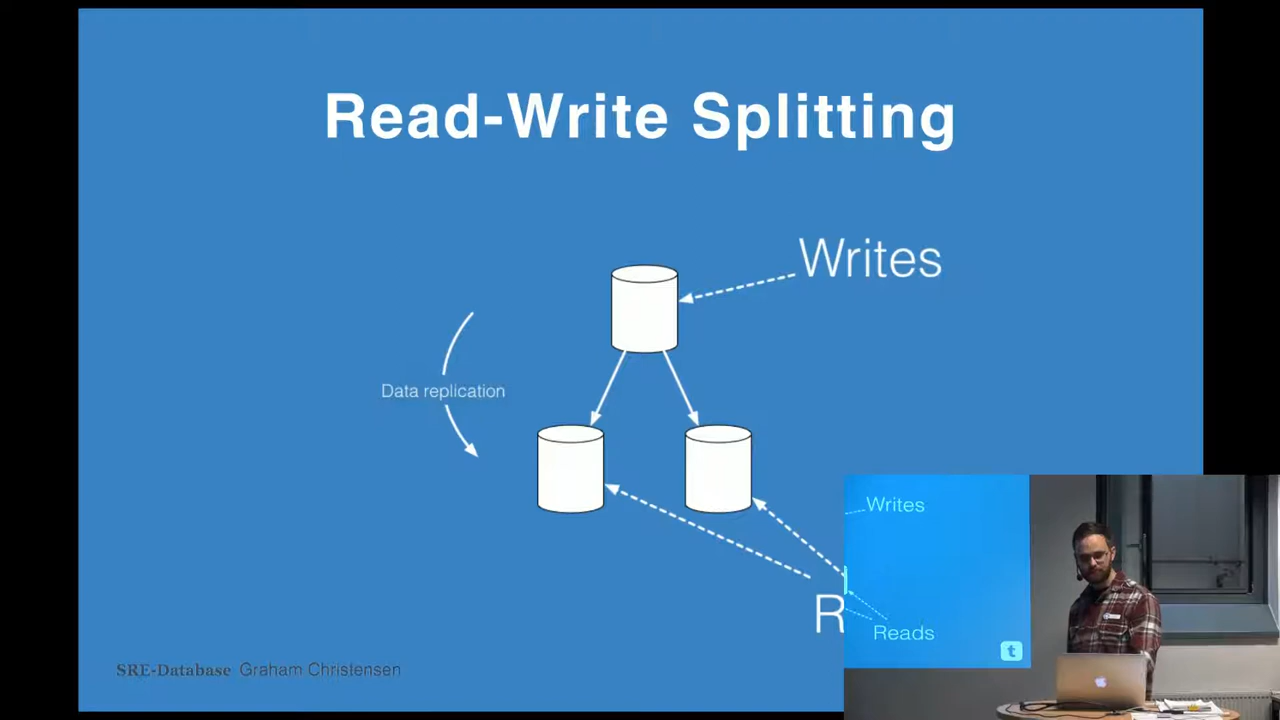 Read-Write Splitting
Writes
Data replication
R
SRE-Database Graham Christensen
Writes
Reads
t